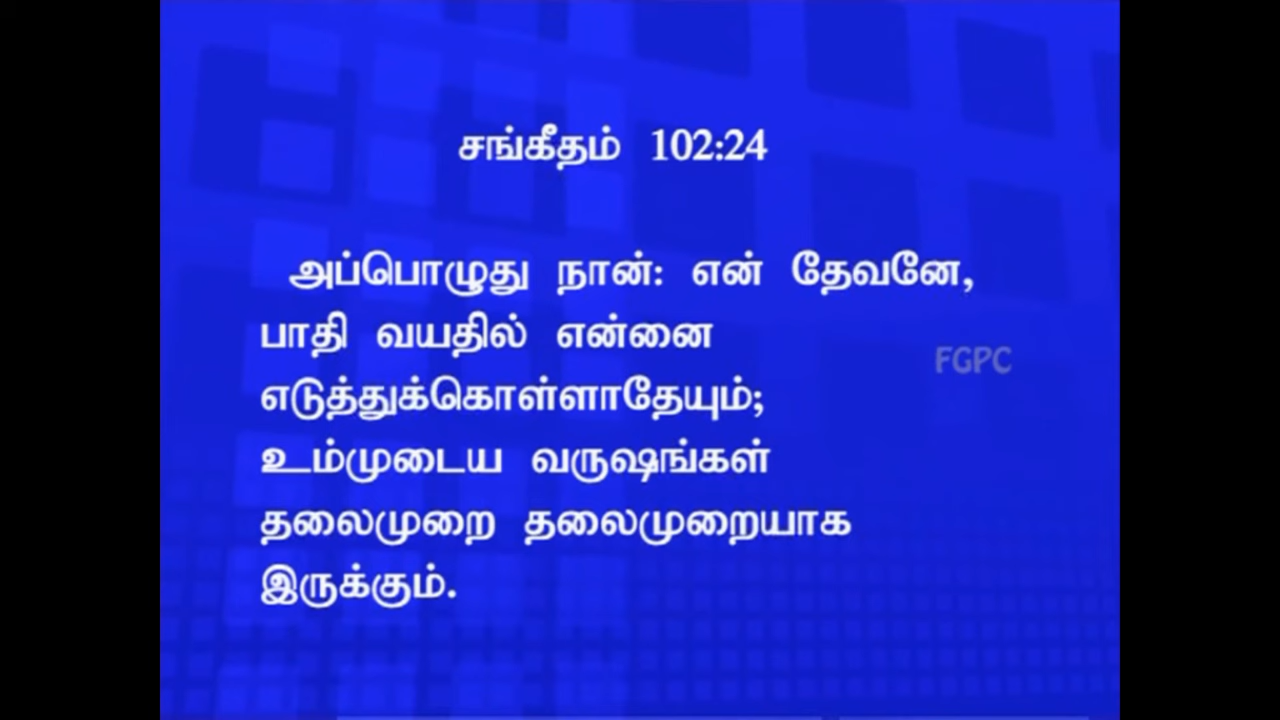 சங்கீதம் 102:24
அப்பொழுது நான்: என் தேவனே,
பாதி வயதில் என்னை
எடுத்துக்கொள்ளாதேயும்;
உம்முடைய வருஷங்கள்
தலைமுறை தலைமுறையாக
இருக்கும்.
FGPC